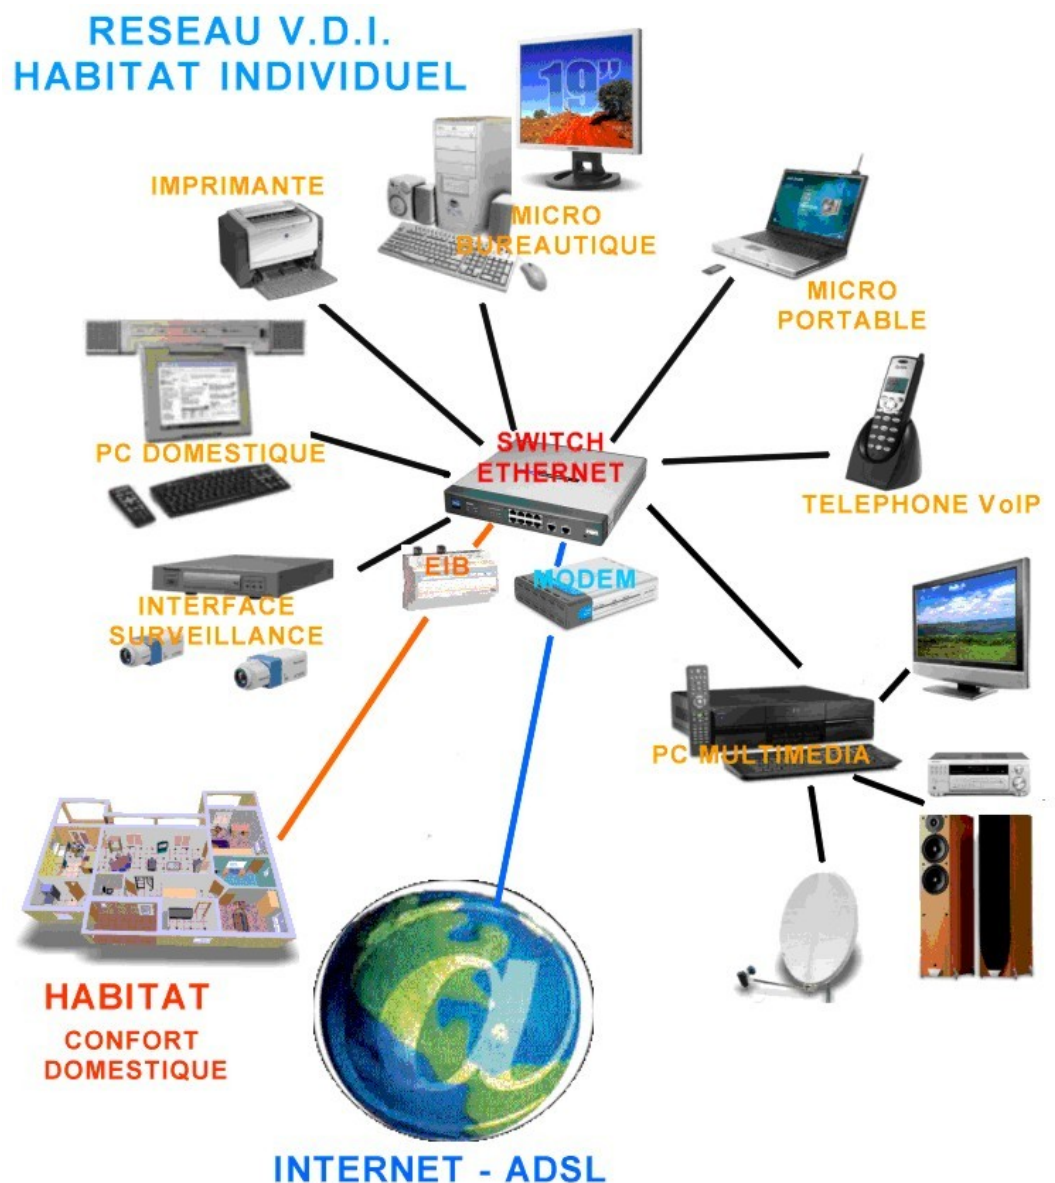 RESEAU V.D.I.
HABITAT INDIVIDUEL
19"
IMPRIMANTE
MICRO
BUREAUTIQUE
MICRO
PORTABLE
PC DOMESTIQUE
SWITCH
ETHERNET
TELEPHONE VoIP
EIB
MODEM
INTERFACE
SURVEILLANCE
PC MULTIMEDIA
HABITAT
CONFORT
DOMESTIQUE
INTERNET - ADSL